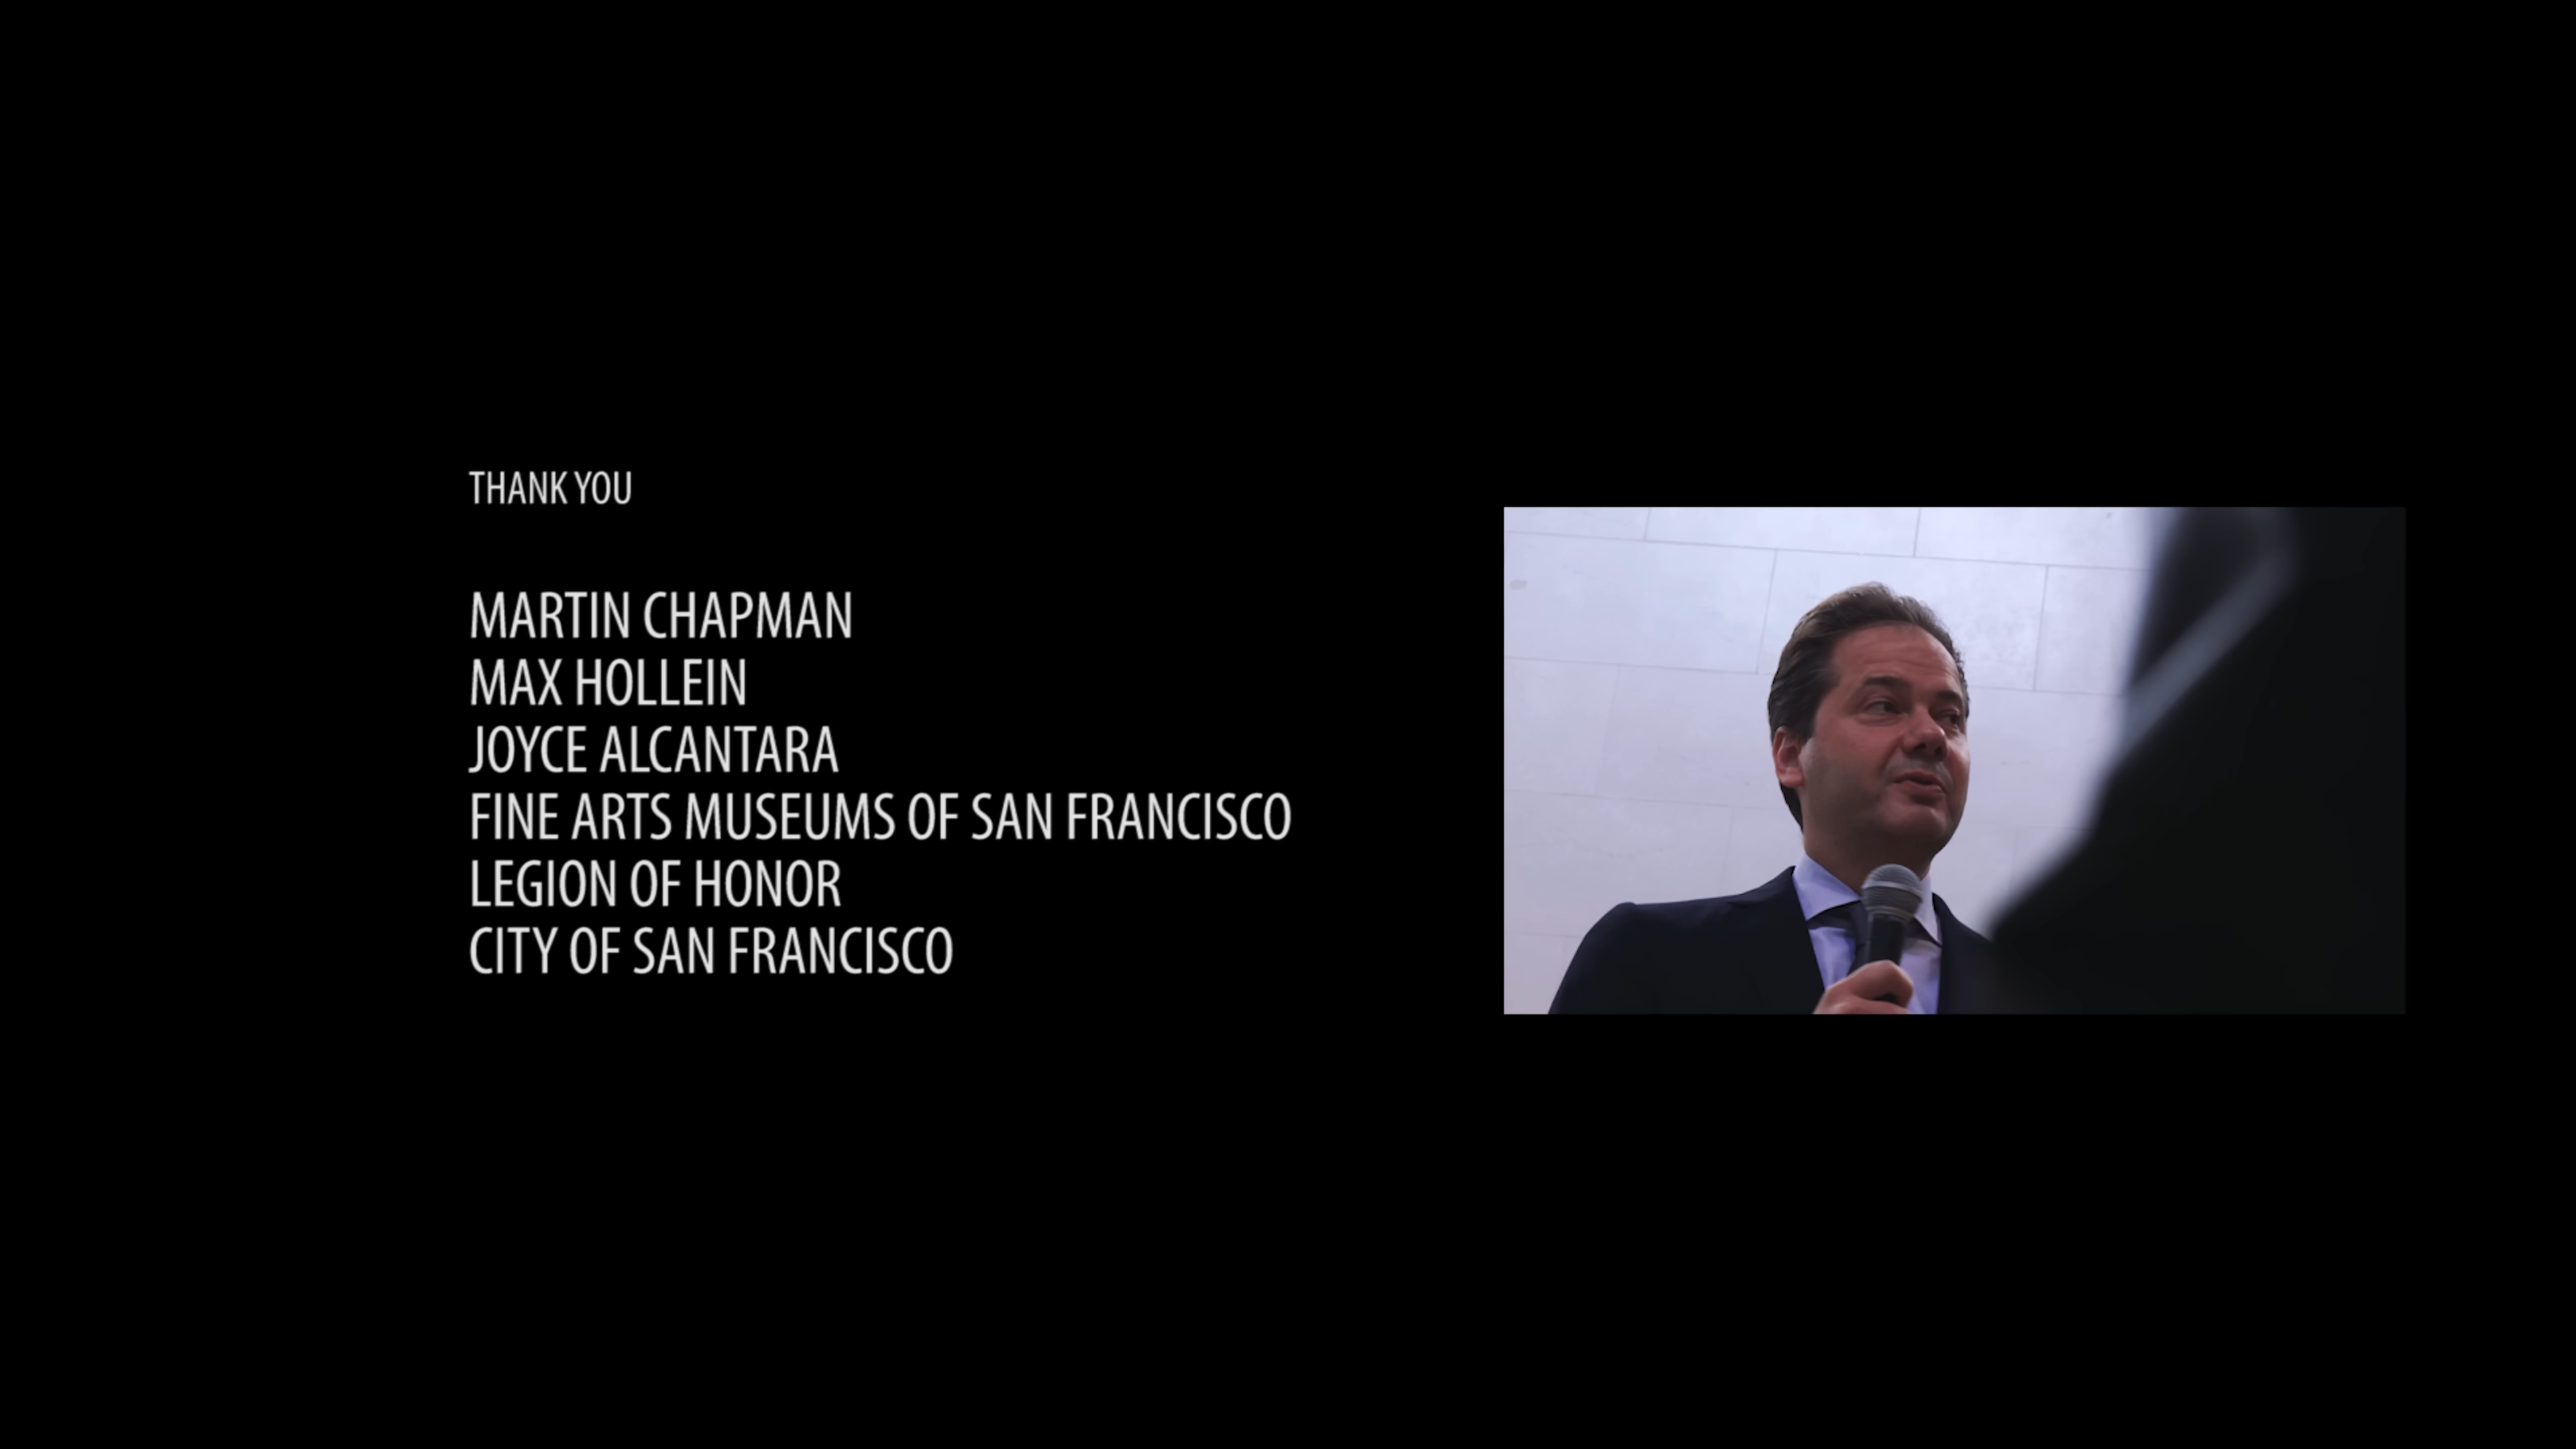 THANK YOU
MARTIN CHAPMAN
MAX HOLLEIN
JOYCE ALCANTARA
FINE ARTS MUSEUMS OF SAN FRANCISCO
LEGION OF HONOR
CITY OF SAN FRANCISCO